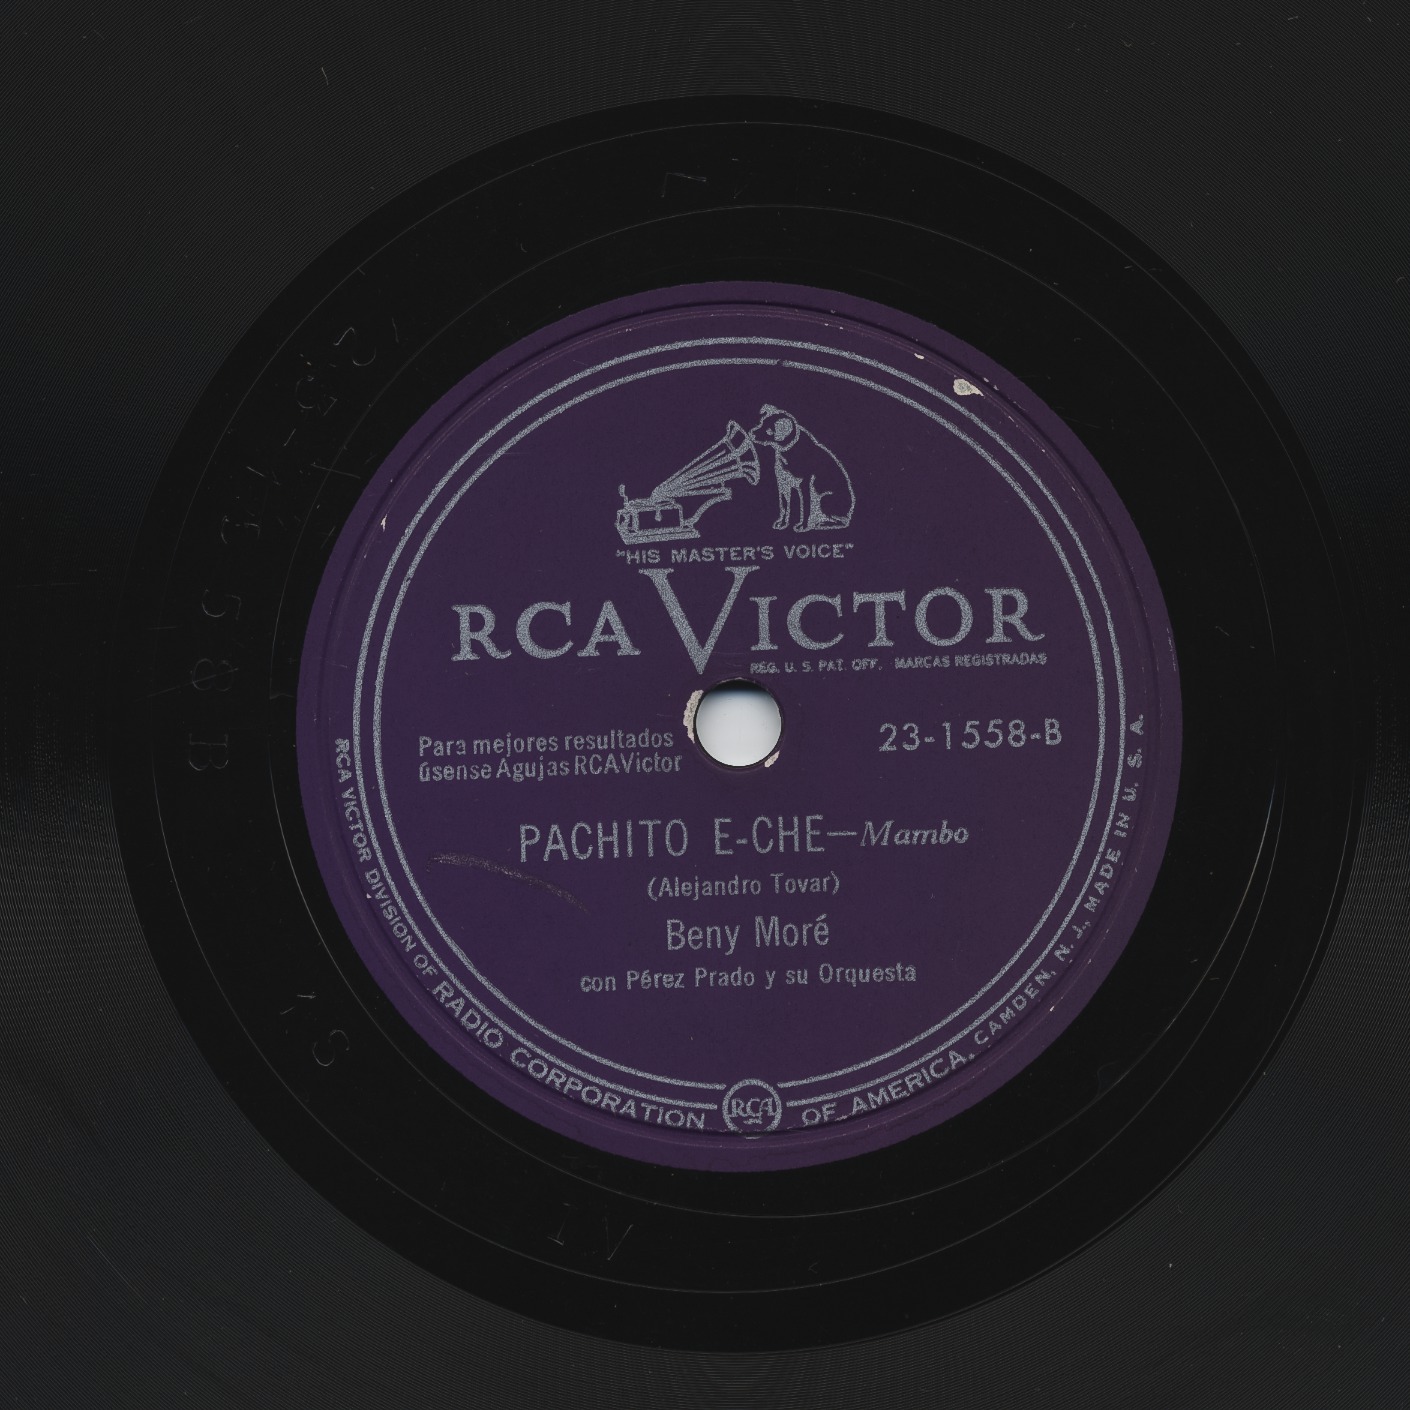 "HIS MASTER'S VOICE"
RCA VICTOR
REG. U. S. PAT. OFF. MARCAS REGISTRADAS
Para mejores resultados
úsense Agujas RCA Victor
23-1558-B
PACHITO E-CHE—Mambo
(Alejandro Tovar)
Beny Moré
con Pérez Prado y su Orquesta
RCA VICTOR DIVISION OF RADIO CORPORATION OF AMERICA, CAMDEN, N. J., MADE IN U. S. A.
RCA